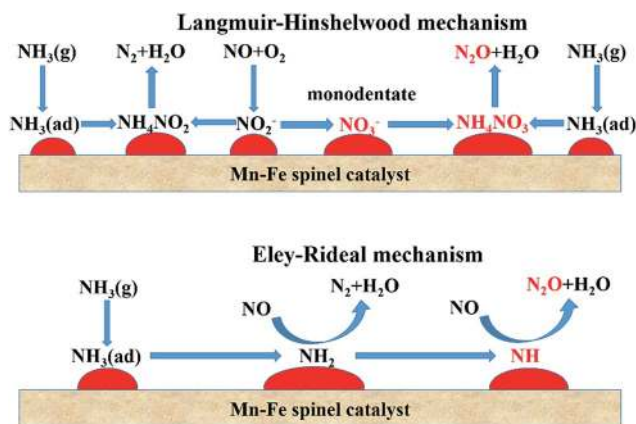 Langmuir-Hinshelwood mechanism
NH₃(g) N₂+H₂O NO+O₂ N₂O+H₂O NH₃(g)
monodentate
NH₃(ad) NH₄NO₂ NO₂⁻ NO₃⁻ NH₄NO₃ NH₃(ad)
Mn-Fe spinel catalyst
Eley-Rideal mechanism
NH₃(g) N₂+H₂O N₂O+H₂O
NO NO
NH₃(ad) NH₂ NH
Mn-Fe spinel catalyst